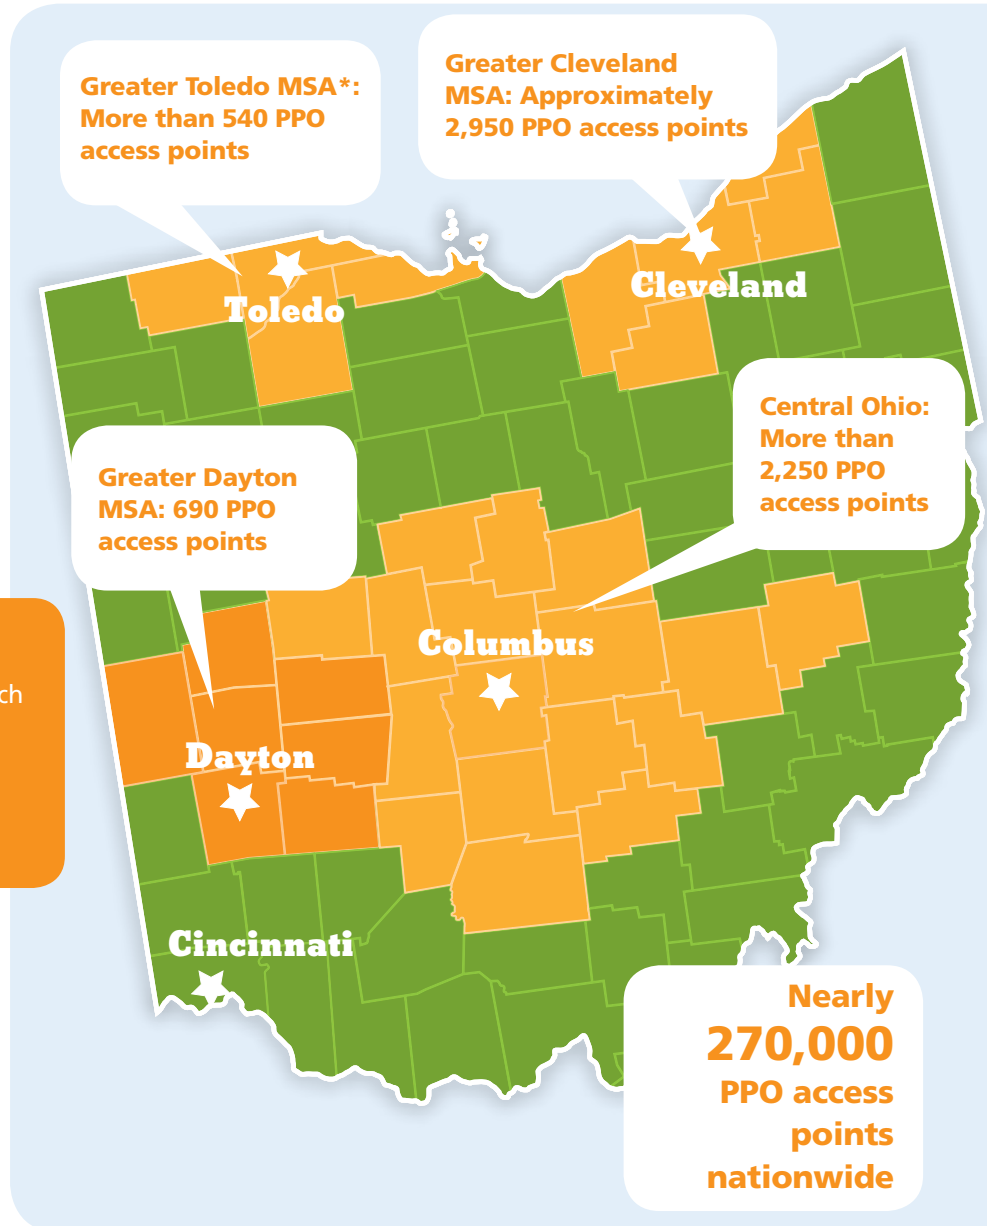 Greater Toledo MSA*:
More than 540 PPO
access points
Greater Cleveland
MSA: Approximately
2,950 PPO access points
Toledo
Cleveland
Central Ohio:
More than
2,250 PPO
access points
Greater Dayton
MSA: 690 PPO
access points
Columbus
ch
Dayton
Cincinnati
Nearly
270,000
PPO access
points
nationwide